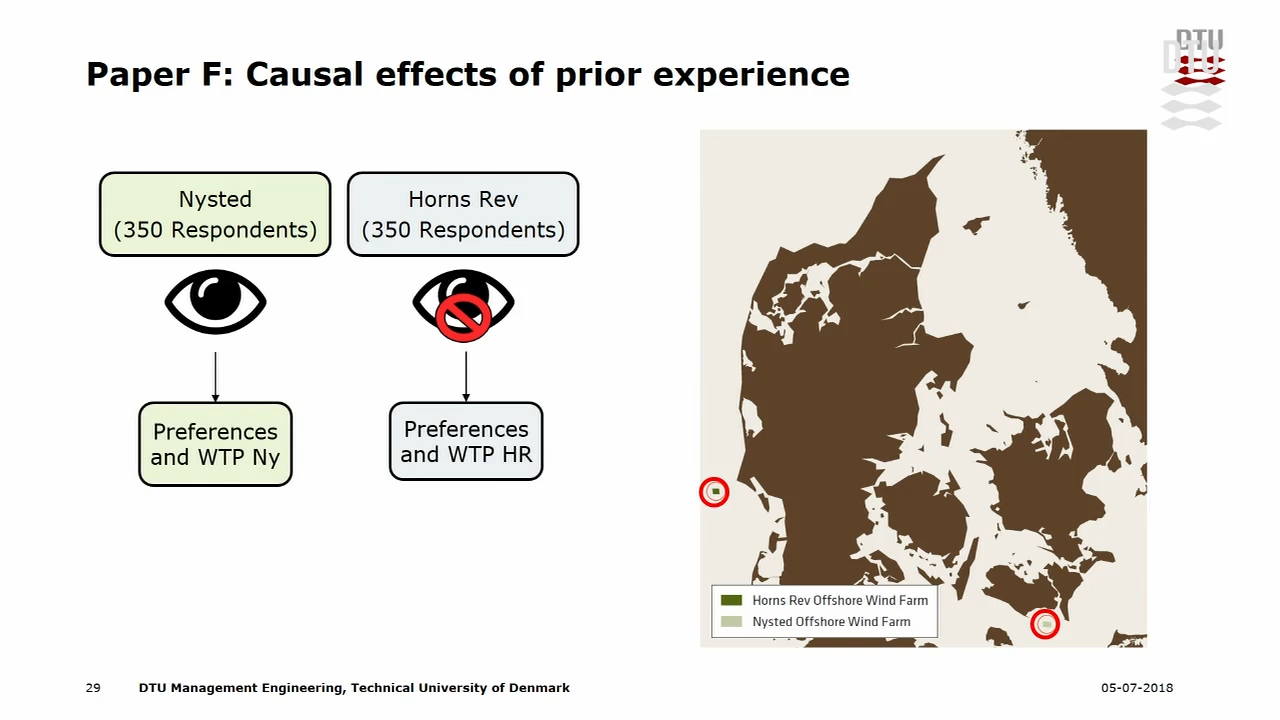 DTU
DTU
Paper F: Causal effects of prior experience
Nysted
(350 Respondents)
Horns Rev
(350 Respondents)
Preferences
and WTP Ny
Preferences
and WTP HR
Horns Rev Offshore Wind Farm
Nysted Offshore Wind Farm
29
DTU Management Engineering, Technical University of Denmark
05-07-2018